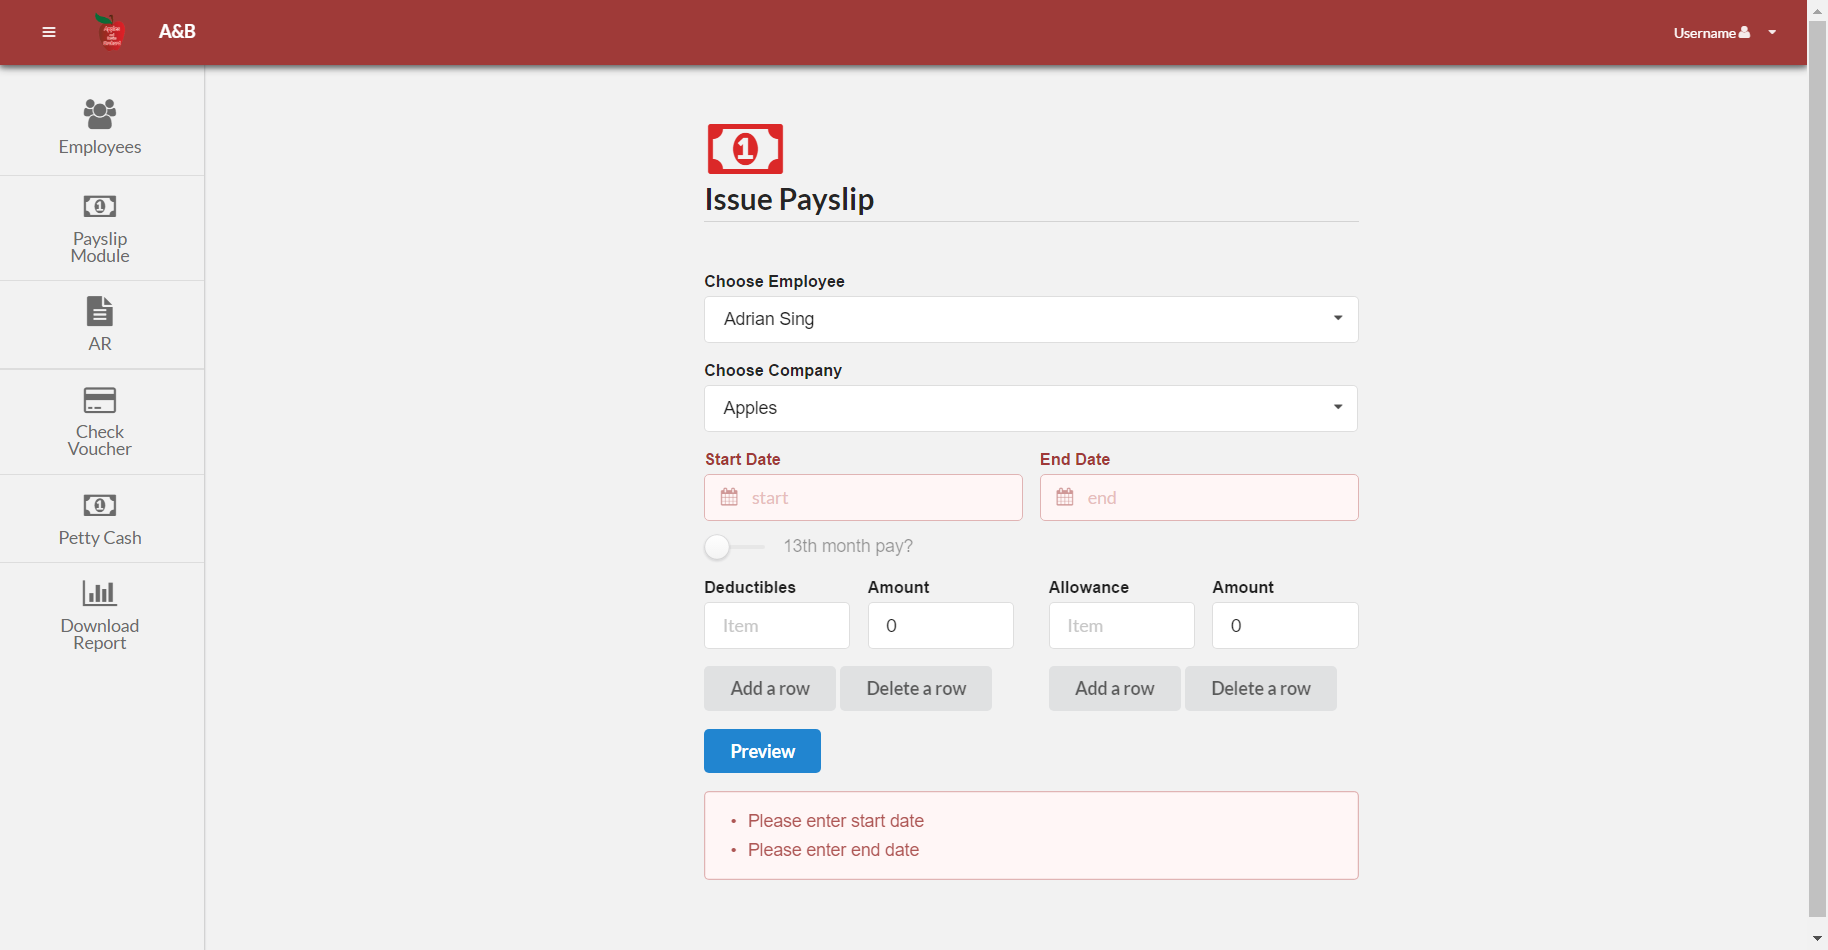 A&B
Username
Employees
Payslip
Module
AR
Check
Voucher
Petty Cash
Download
Report
1
Issue Payslip
Choose Employee
Adrian Sing
Choose Company
Apples
Start Date End Date
start end
13th month pay?
Deductibles Amount Allowance Amount
Item 0 Item 0
Add a row Delete a row Add a row Delete a row
Preview
• Please enter start date
• Please enter end date